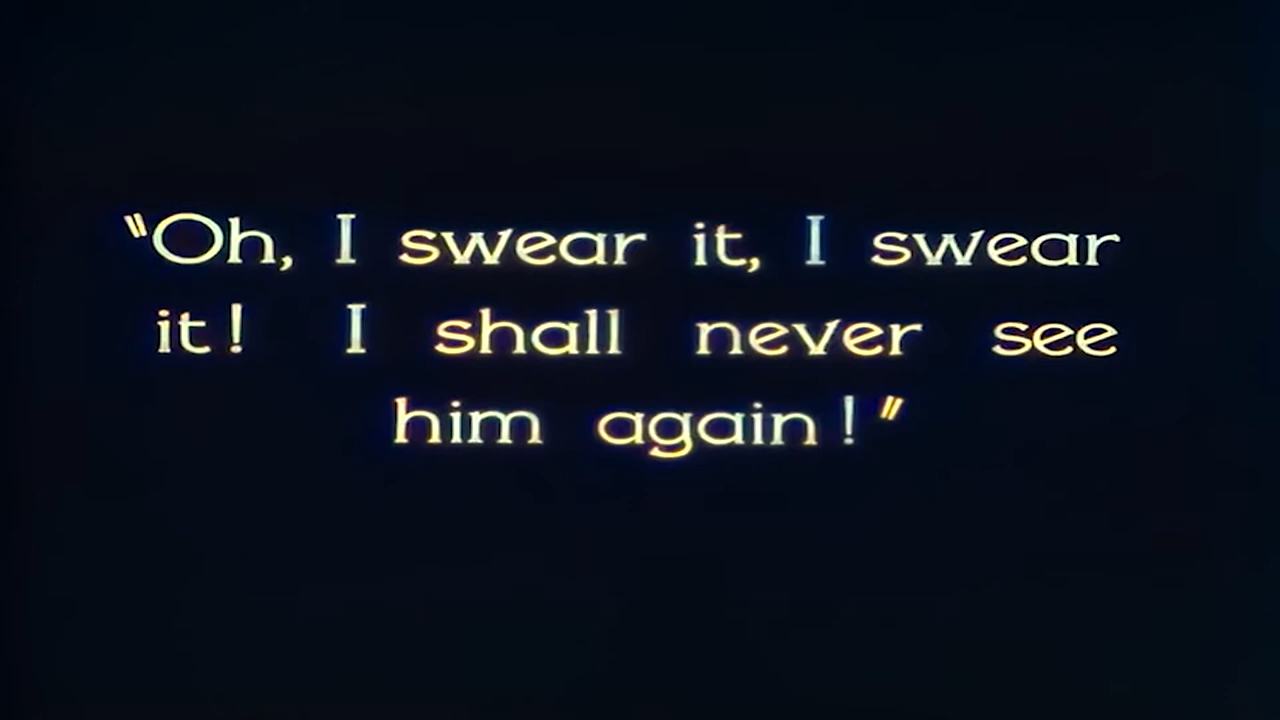 "Oh, I swear it, I swear
it! I shall never see
him again!"